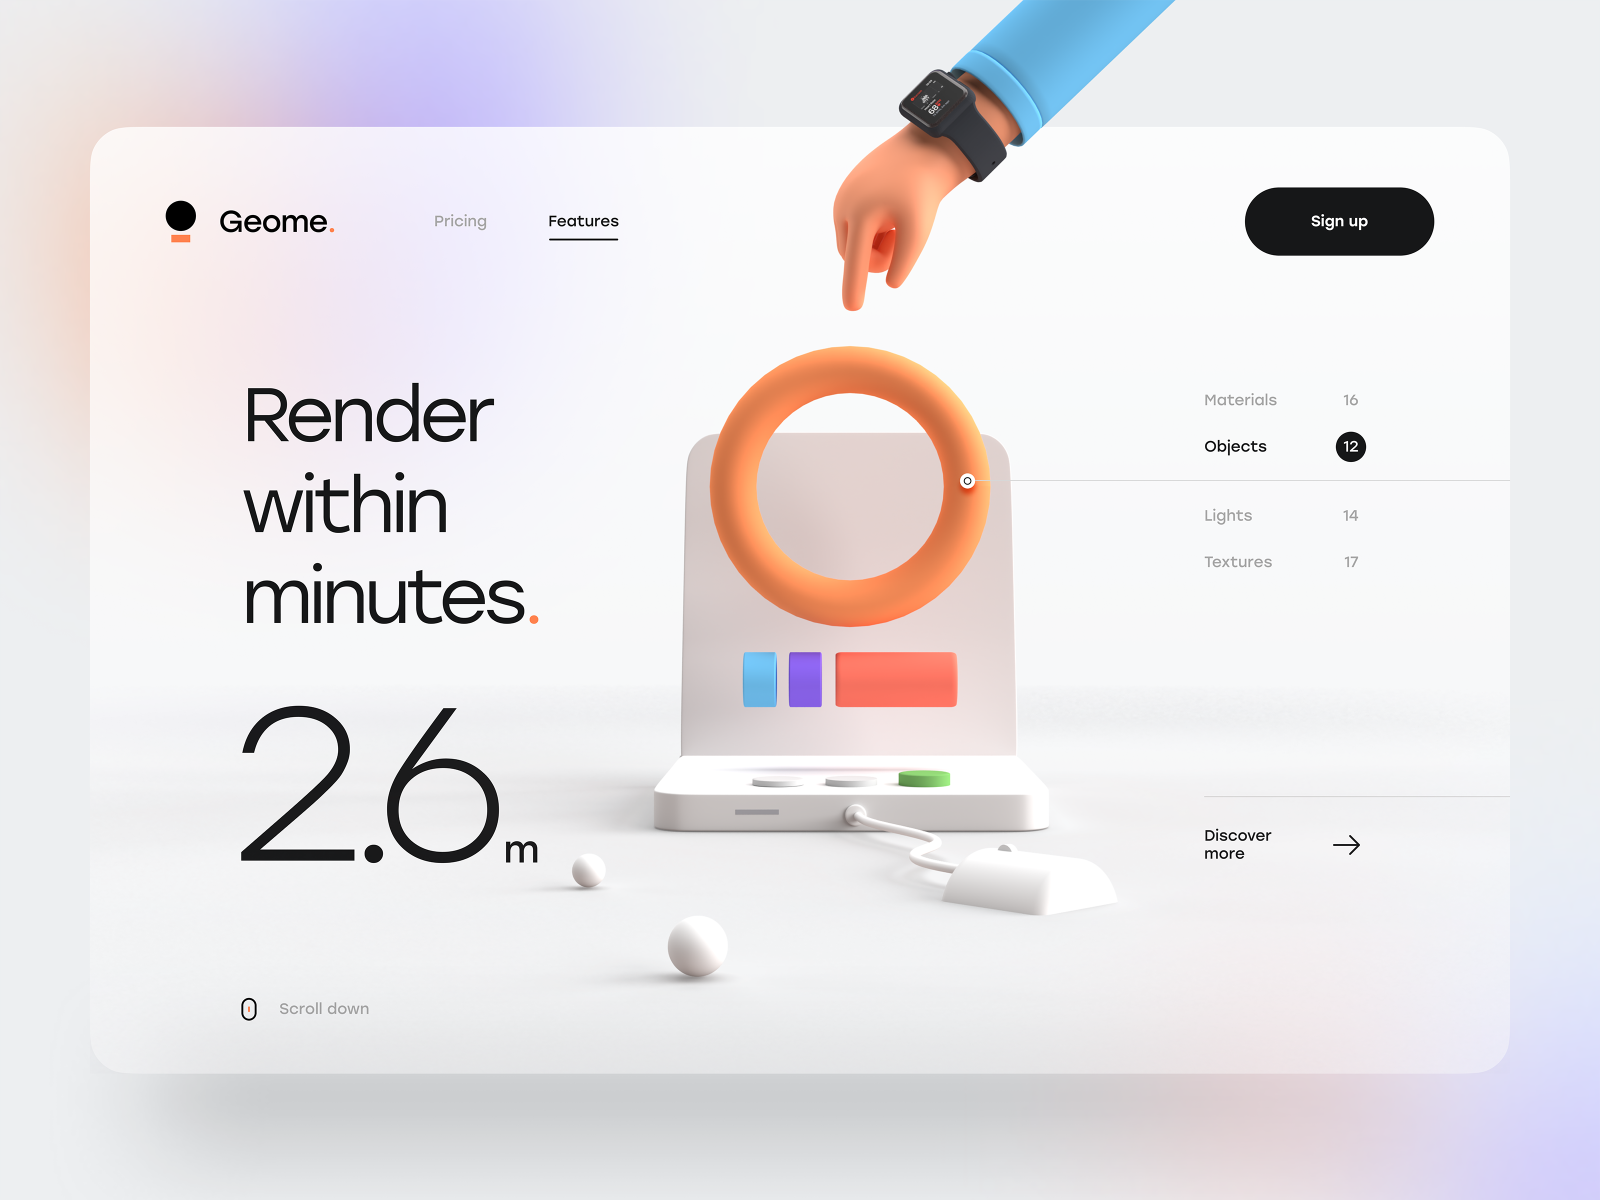 Geome.
Pricing
Features
Sign up
Render
within
minutes.
2.6m
Materials 16
Objects 12
Lights 14
Textures 17
Discover
more
Scroll down